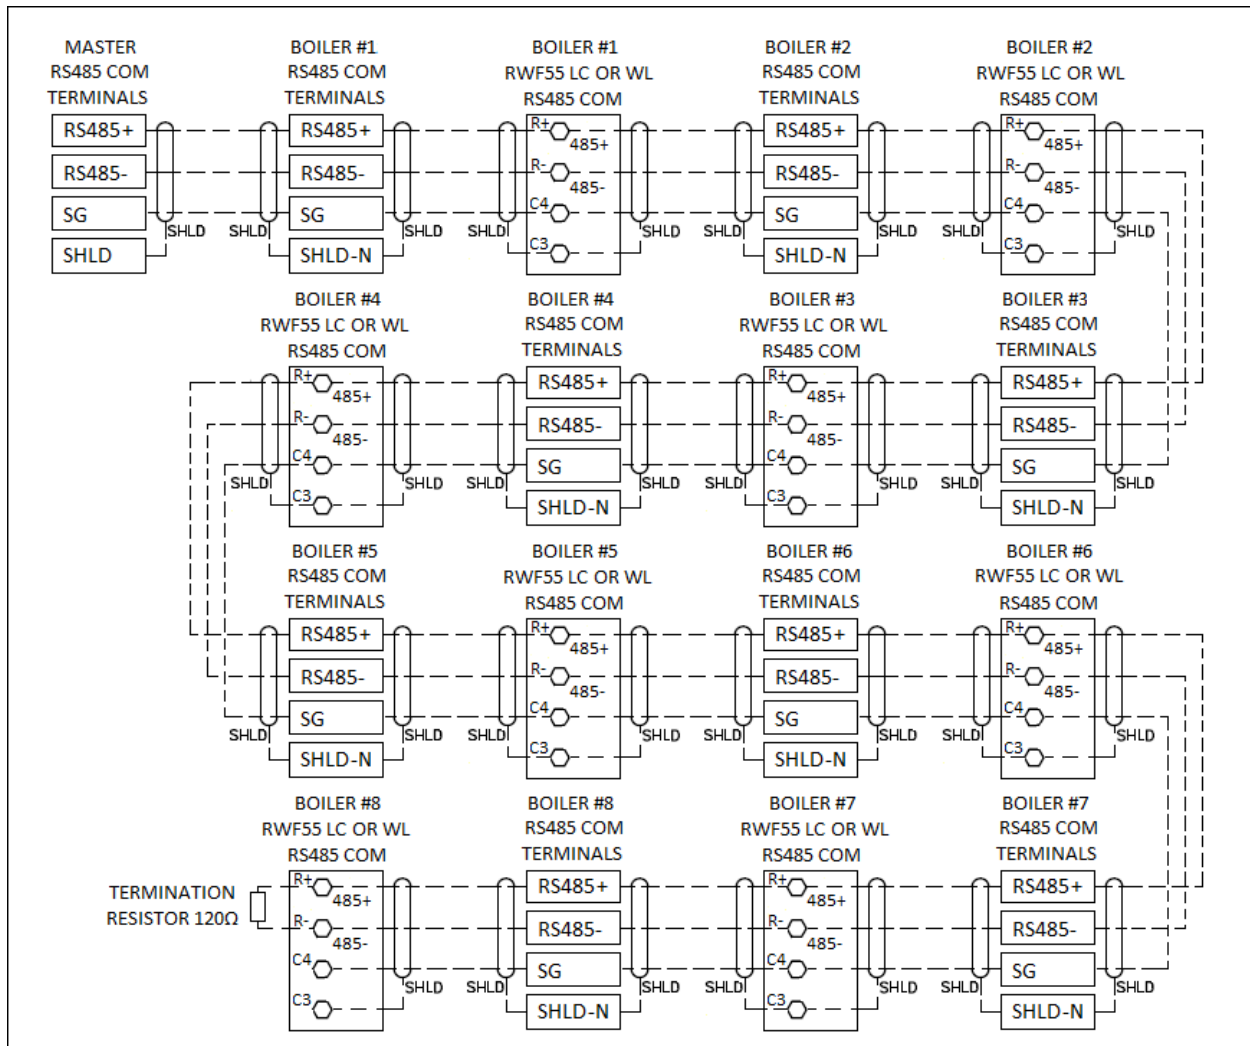 MASTER
RS485 COM
TERMINALS
RS485+
RS485-
SG
SHLD
SHLD
BOILER #1
RS485 COM
TERMINALS
RS485+
RS485-
SG
SHLD-N
SHLD
SHLD
BOILER #1
RWF55 LC OR WL
RS485 COM
R+
485+
R-
485-
C4
C3
SHLD
SHLD
BOILER #2
RS485 COM
TERMINALS
RS485+
RS485-
SG
SHLD-N
SHLD
SHLD
BOILER #2
RWF55 LC OR WL
RS485 COM
R+
485+
R-
485-
C4
C3
SHLD
BOILER #4
RWF55 LC OR WL
RS485 COM
R+
485+
R-
485-
C4
C3
SHLD
SHLD
BOILER #4
RS485 COM
TERMINALS
RS485+
RS485-
SG
SHLD-N
SHLD
SHLD
BOILER #3
RWF55 LC OR WL
RS485 COM
R+
485+
R-
485-
C4
C3
SHLD
SHLD
BOILER #3
RS485 COM
TERMINALS
RS485+
RS485-
SG
SHLD-N
SHLD
SHLD
BOILER #5
RS485 COM
TERMINALS
RS485+
RS485-
SG
SHLD-N
SHLD
SHLD
BOILER #5
RWF55 LC OR WL
RS485 COM
R+
485+
R-
485-
C4
C3
SHLD
SHLD
BOILER #6
RS485 COM
TERMINALS
RS485+
RS485-
SG
SHLD-N
SHLD
SHLD
BOILER #6
RWF55 LC OR WL
RS485 COM
R+
485+
R-
485-
C4
C3
SHLD
TERMINATION
RESISTOR 120Ω
BOILER #8
RWF55 LC OR WL
RS485 COM
R+
485+
R-
485-
C4
C3
SHLD
BOILER #8
RS485 COM
TERMINALS
RS485+
RS485-
SG
SHLD-N
SHLD
SHLD
BOILER #7
RWF55 LC OR WL
RS485 COM
R+
485+
R-
485-
C4
C3
SHLD
SHLD
BOILER #7
RS485 COM
TERMINALS
RS485+
RS485-
SG
SHLD-N
SHLD
SHLD